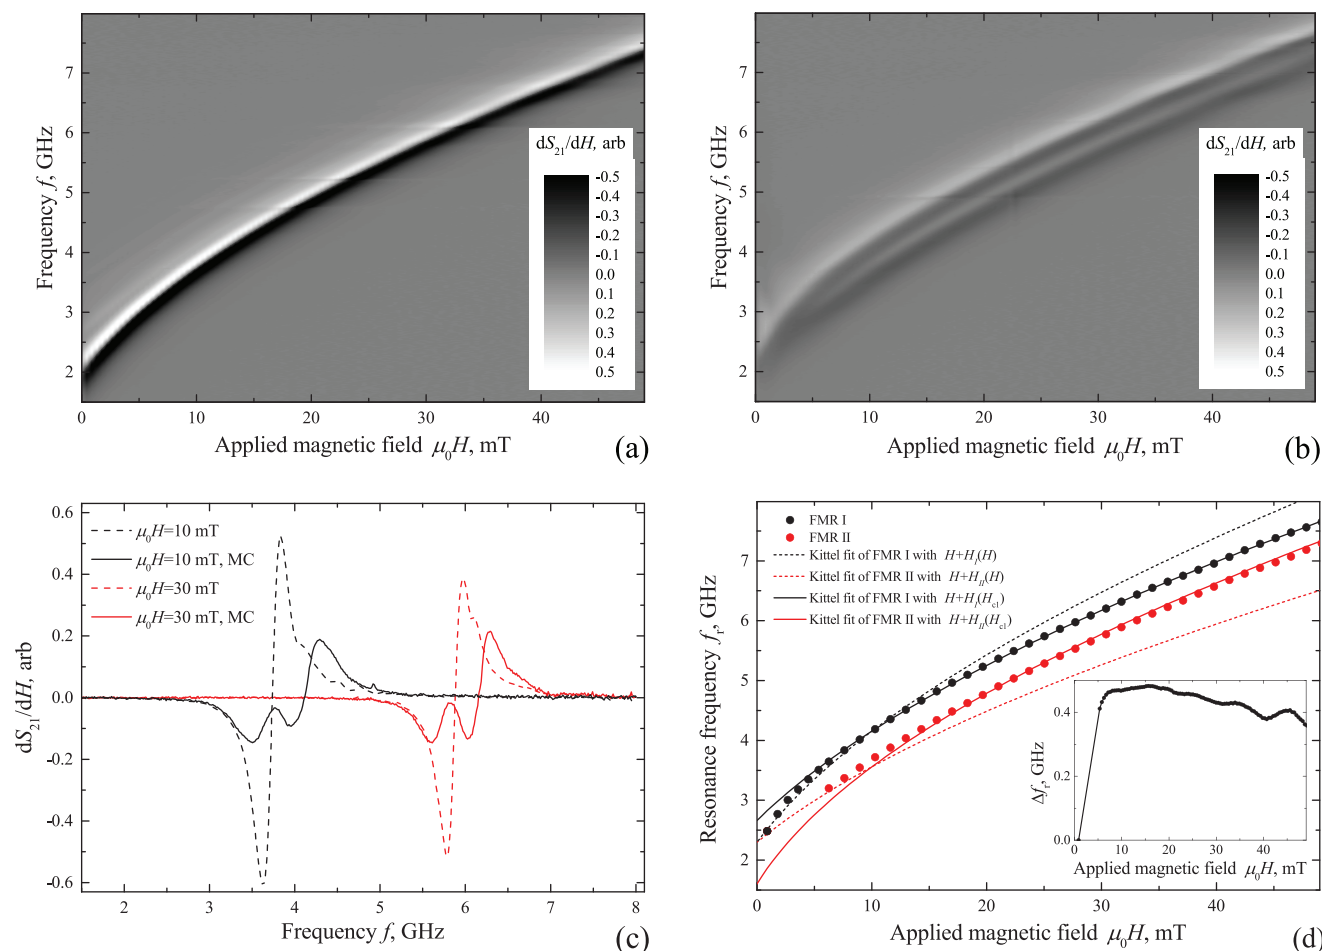 7
6
5
4
3
2
Frequency f, GHz
0
10
20
30
40
Applied magnetic field μ₀H, mT
(a)
dS₂₁/dH, arb
-0.5
-0.4
-0.3
-0.2
-0.1
0.0
0.1
0.2
0.3
0.4
0.5
7
6
5
4
3
2
Frequency f, GHz
0
10
20
30
40
Applied magnetic field μ₀H, mT
(b)
dS₂₁/dH, arb
-0.5
-0.4
-0.3
-0.2
-0.1
0.0
0.1
0.2
0.3
0.4
0.5
0.6
0.4
0.2
0.0
-0.2
-0.4
-0.6
dS₂₁/dH, arb
μ₀H=10 mT
μ₀H=10 mT, MC
μ₀H=30 mT
μ₀H=30 mT, MC
2
3
4
5
6
7
8
Frequency f, GHz
(c)
7
6
5
4
3
2
Resonance frequency fᵣ, GHz
FMR I
FMR II
Kittel fit of FMR I with H+H_I(H)
Kittel fit of FMR II with H+H_II(H)
Kittel fit of FMR I with H+H_I(H_cl)
Kittel fit of FMR II with H+H_II(H_cl)
0.4
0.2
0.0
Δfᵣ, GHz
0
10
20
30
40
Applied magnetic field μ₀H, mT
0
10
20
30
40
Applied magnetic field μ₀H, mT
(d)